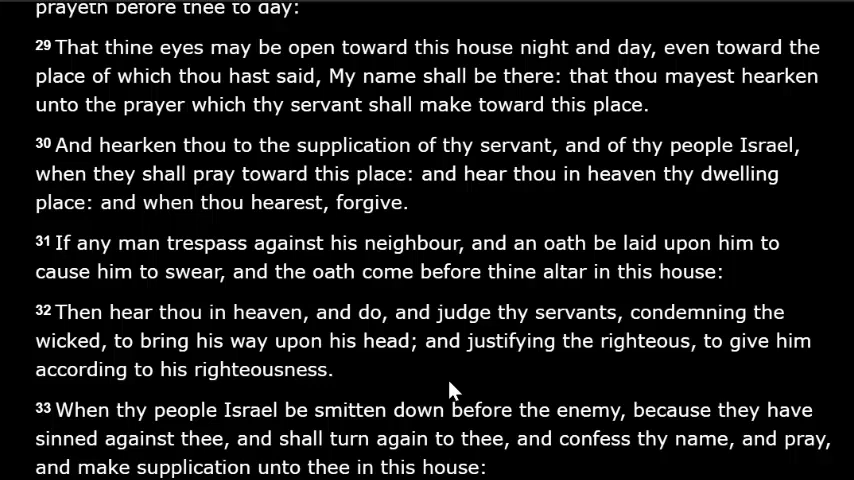 prayeth before thee to day:
29 That thine eyes may be open toward this house night and day, even toward the
place of which thou hast said, My name shall be there: that thou mayest hearken
unto the prayer which thy servant shall make toward this place.
30 And hearken thou to the supplication of thy servant, and of thy people Israel,
when they shall pray toward this place: and hear thou in heaven thy dwelling
place: and when thou hearest, forgive.
31 If any man trespass against his neighbour, and an oath be laid upon him to
cause him to swear, and the oath come before thine altar in this house:
32 Then hear thou in heaven, and do, and judge thy servants, condemning the
wicked, to bring his way upon his head; and justifying the righteous, to give him
according to his righteousness.
33 When thy people Israel be smitten down before the enemy, because they have
sinned against thee, and shall turn again to thee, and confess thy name, and pray,
and make supplication unto thee in this house: